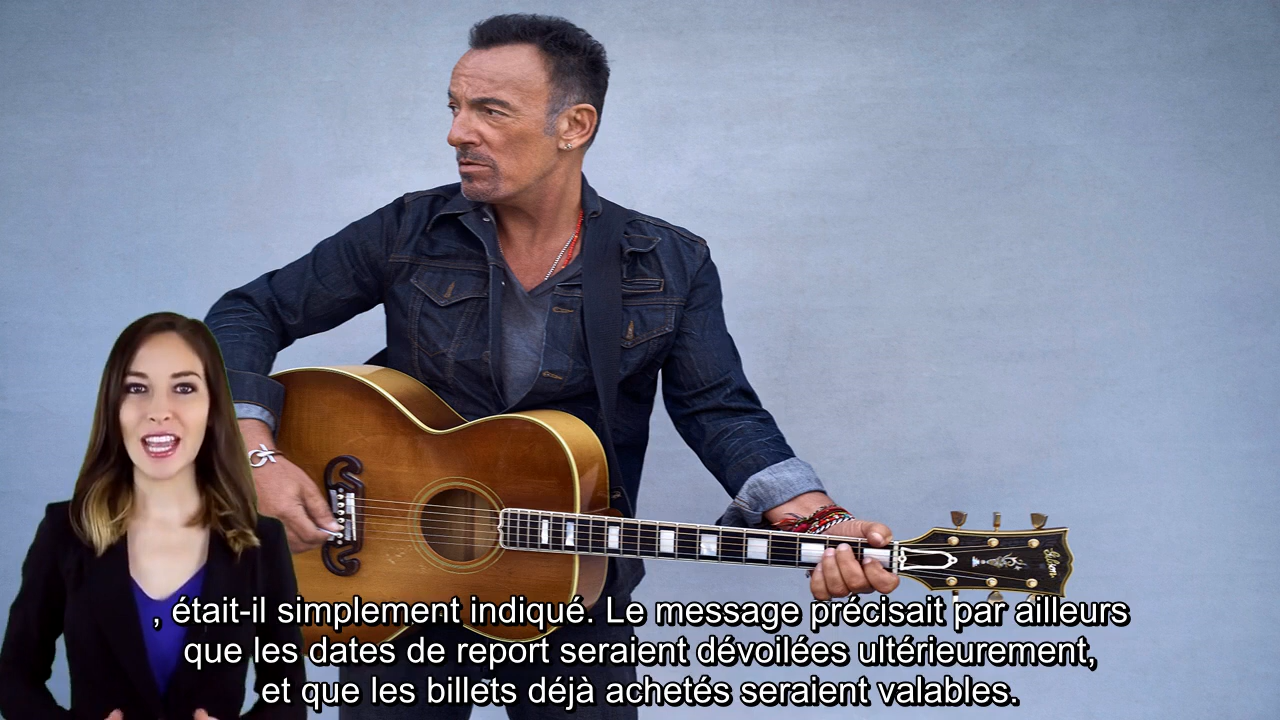 , était-il simplement indiqué. Le message précisait par ailleurs
que les dates de report seraient dévoilées ultérieurement,
et que les billets déjà achetés seraient valables.
Gibson